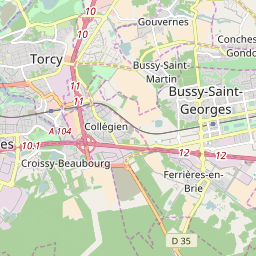 10
Gouvernes
Conches
Gondo
Torcy
10
Bussy-Saint-
Martin
11
11
Bussy-Saint-
Georges
A 104
Collégien
es
10.1
12
12
Croissy-Beaubourg
Ferrières-en-
Brie
D 35